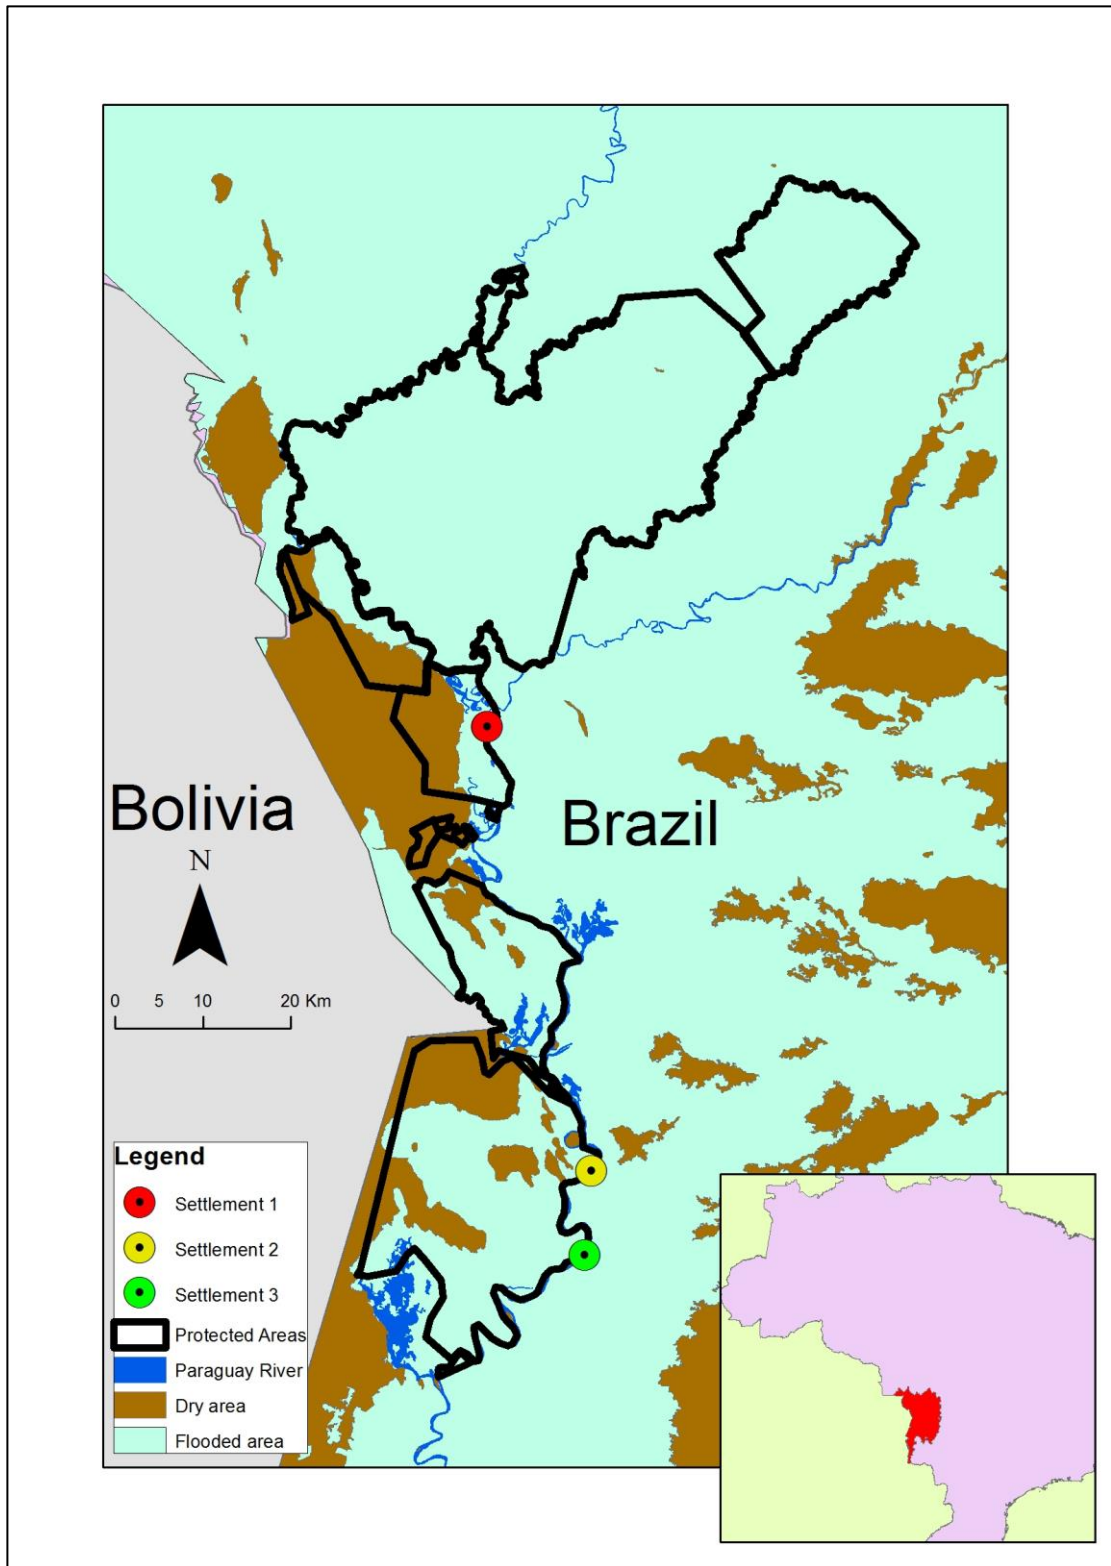 Bolivia
Brazil
N
0 5 10 20 Km
Legend
Settlement 1
Settlement 2
Settlement 3
Protected Areas
Paraguay River
Dry area
Flooded area